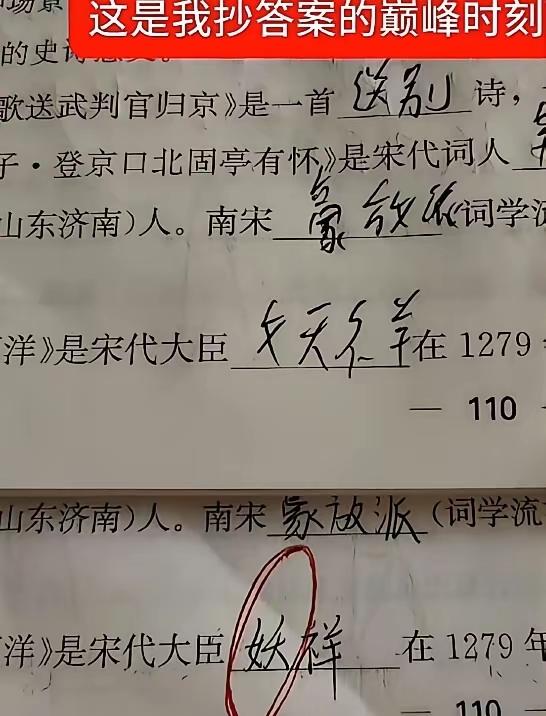 这是我抄答案的巅峰时刻
的史诗意义。
歌送武判官归京》是一首 送别 诗，
子·登京口北固亭有怀》是宋代词人
山东济南)人。南宋 豪放派 词学流
洋》是宋代大臣 文天祥 在 1279
— 110
山东济南)人。南宋 豪放派 (词学流
洋》是宋代大臣 妖祥 在 1279 年
— 110